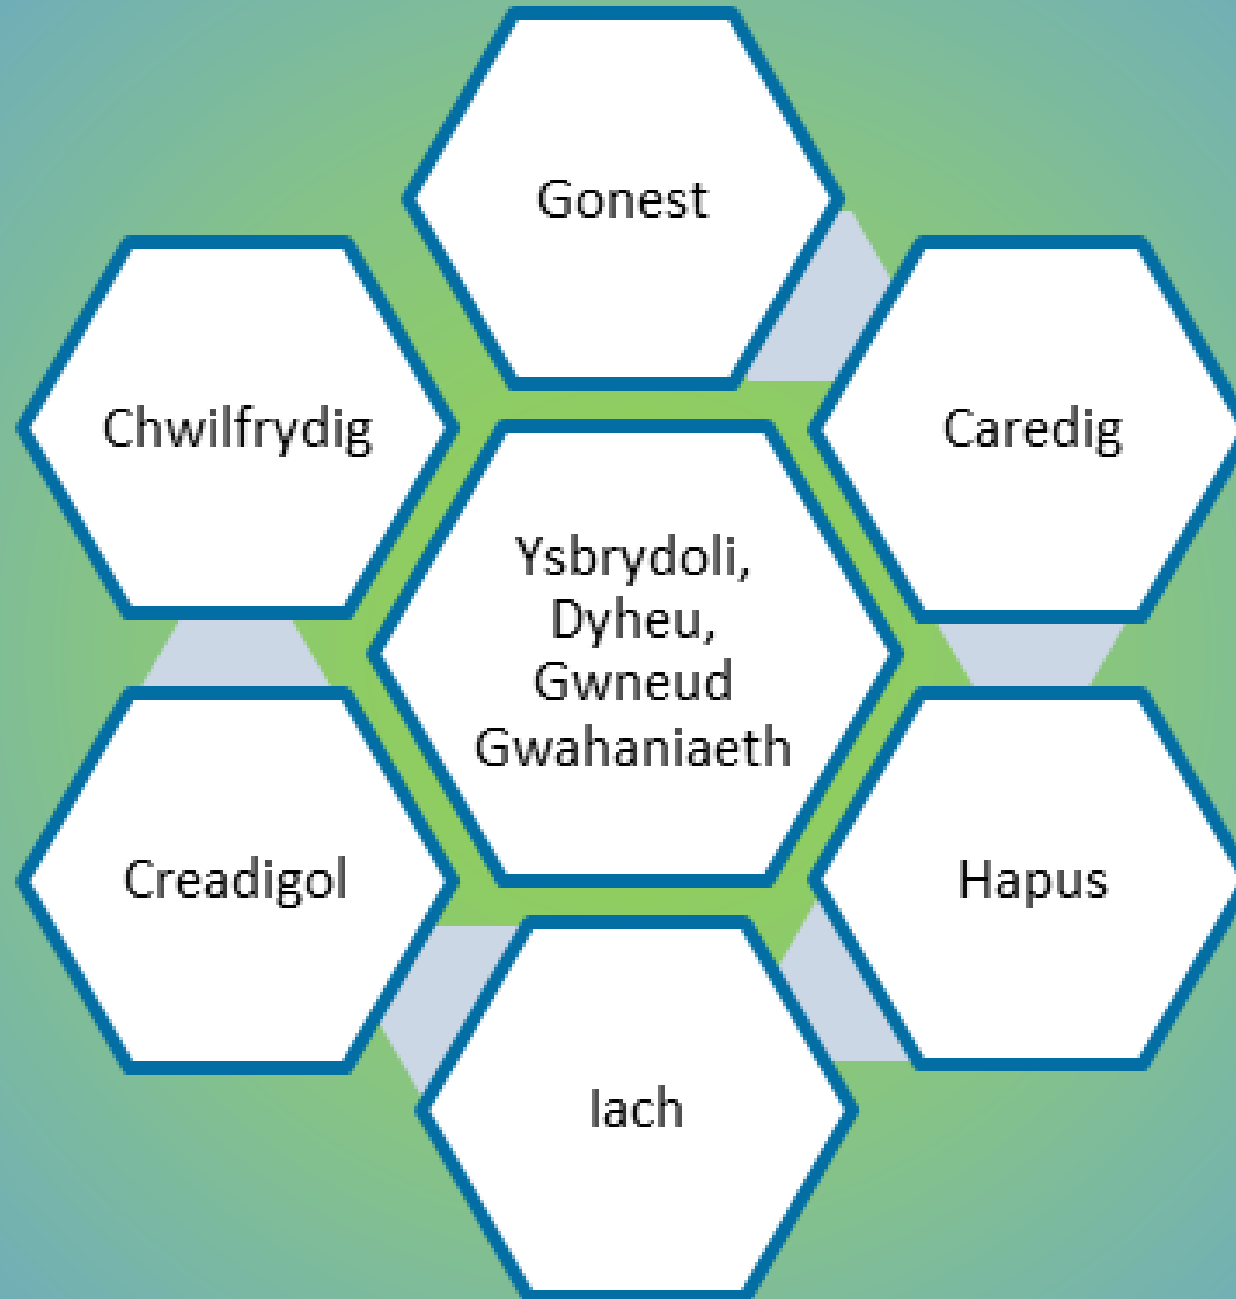 Gonest
Chwilfrydig
Caredig
Ysbrydoli,
Dyheu,
Gwneud
Gwahaniaeth
Creadigol
Hapus
Iach